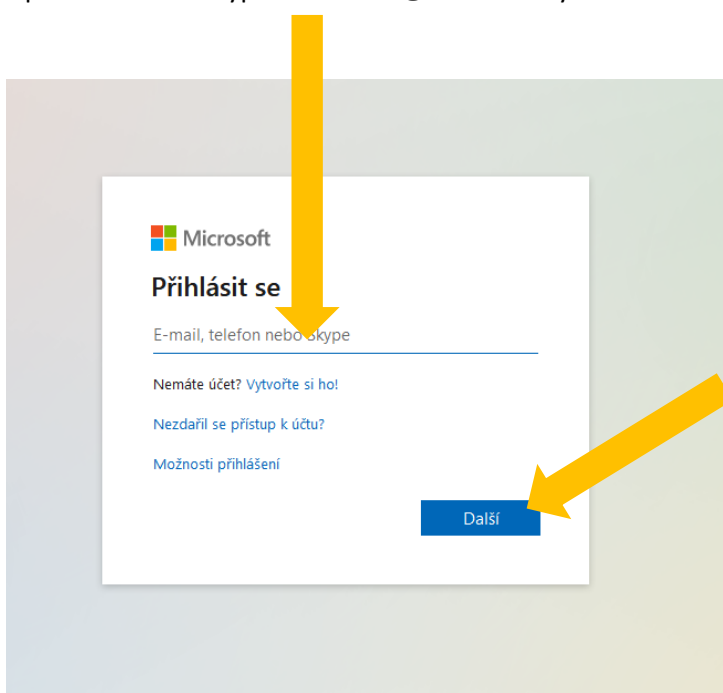 Microsoft
Přihlásit se
E-mail, telefon nebo Skype
Nemáte účet? Vytvořte si ho!
Nezdařil se přístup k účtu?
Možnosti přihlášení
Další